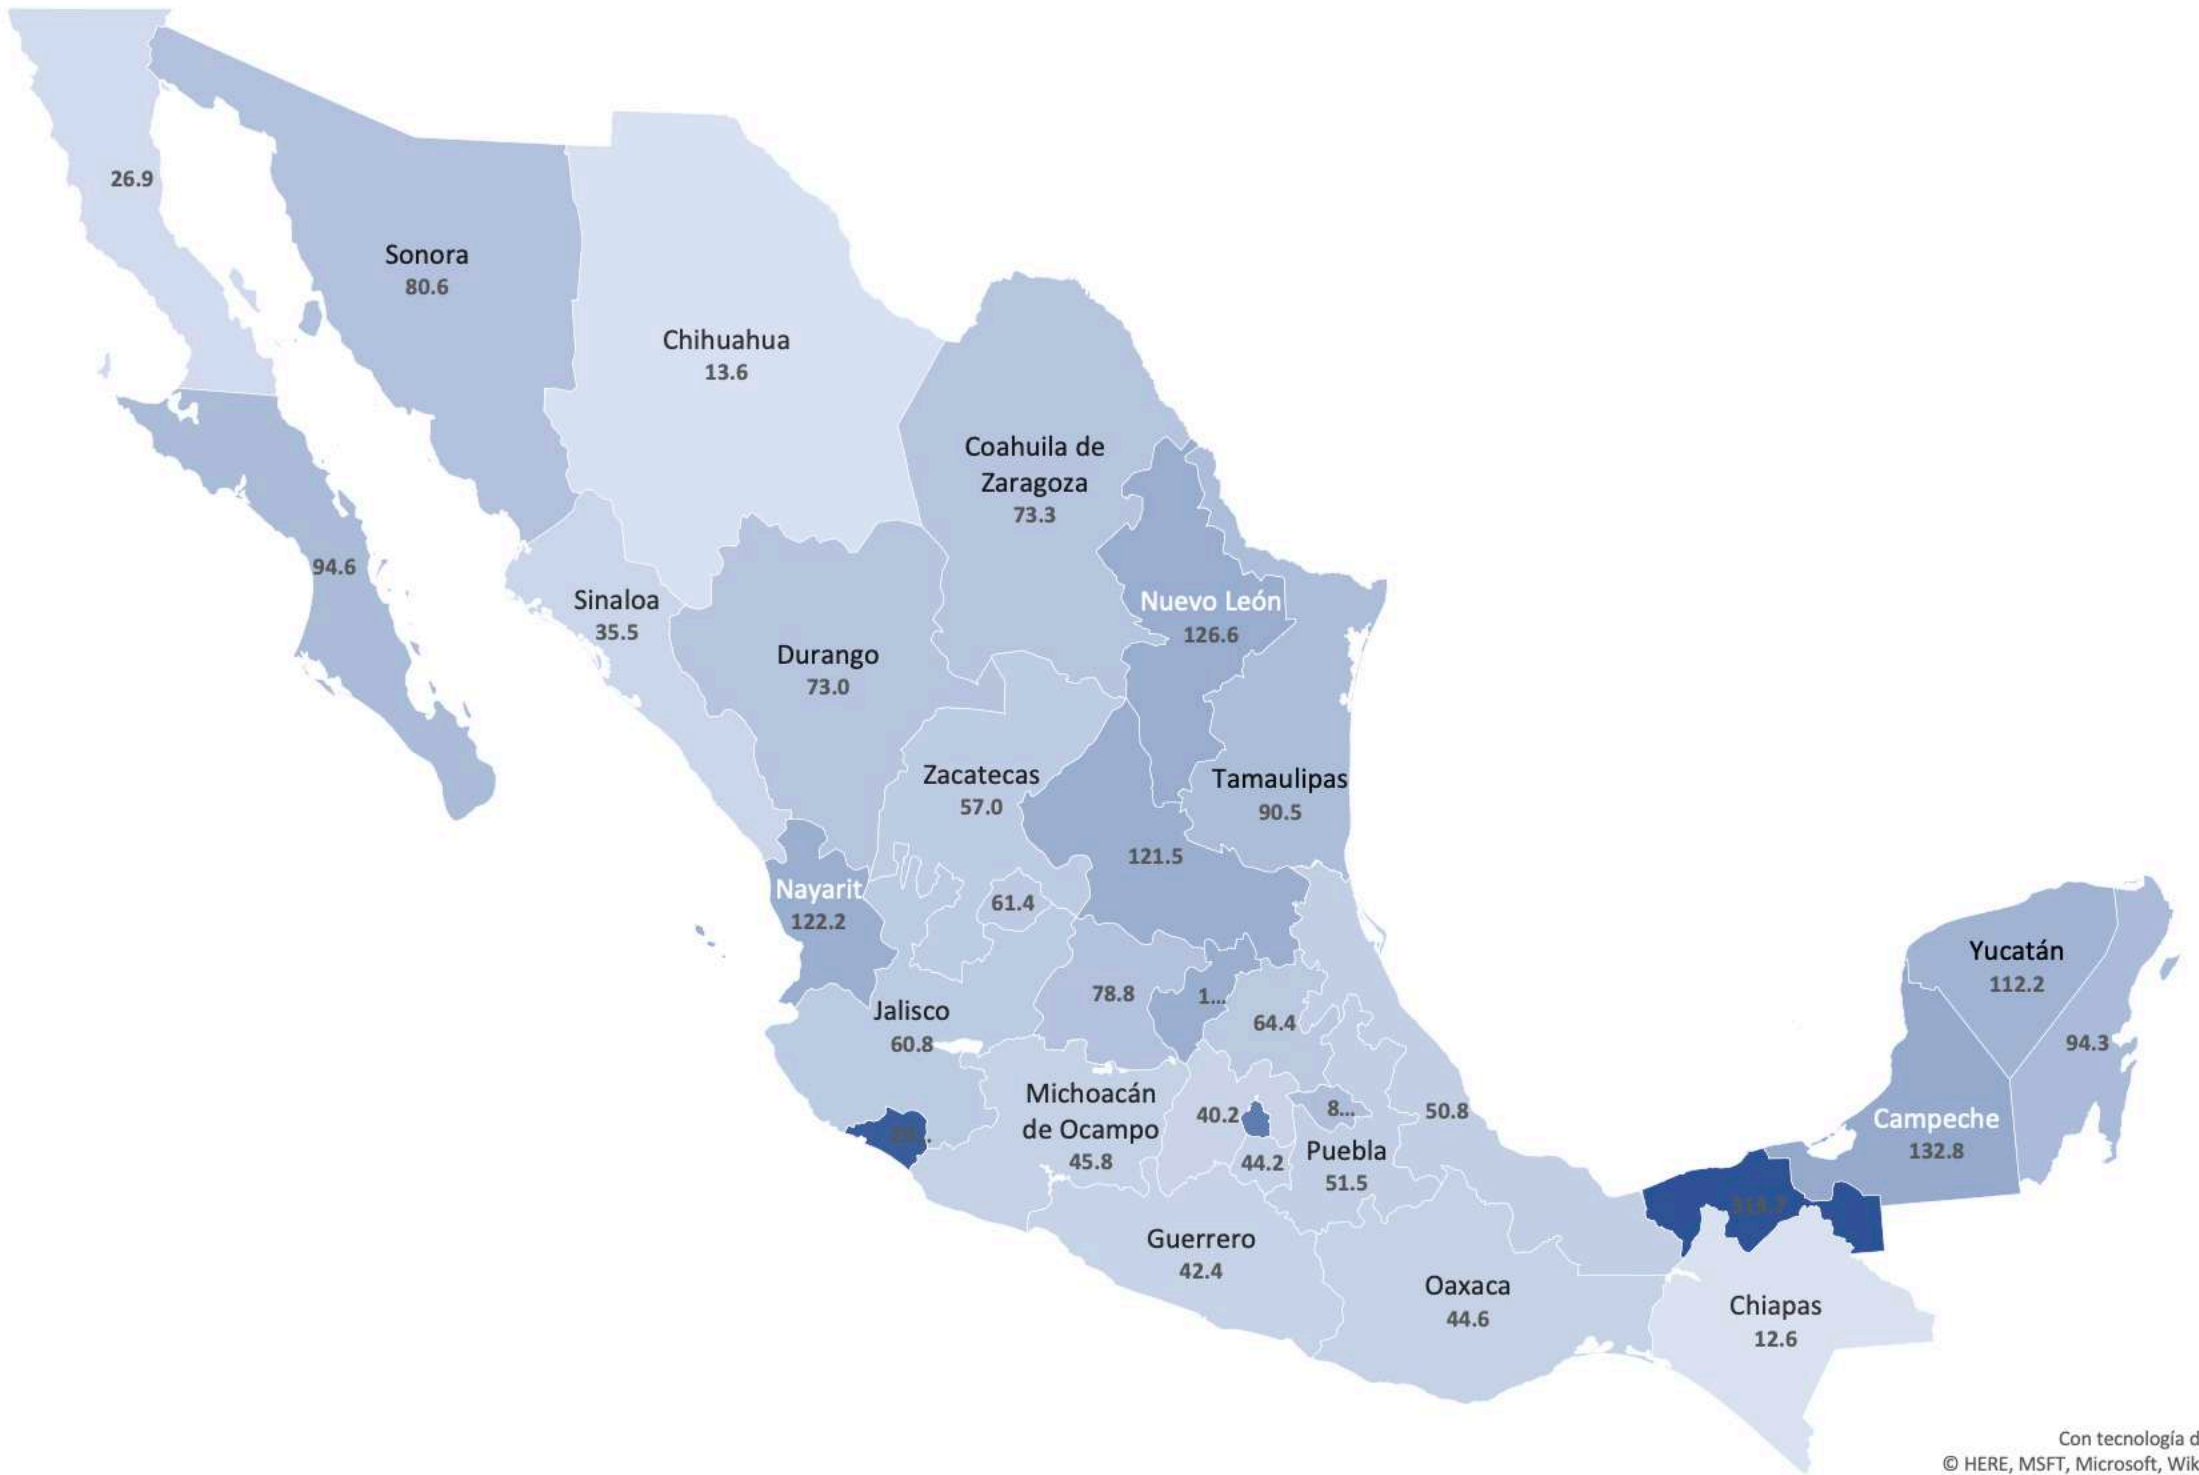 26.9
Sonora
80.6
Chihuahua
13.6
Coahuila de
Zaragoza
73.3
94.6
Sinaloa
35.5
Nuevo León
126.6
Durango
73.0
Zacatecas
57.0
Tamaulipas
90.5
121.5
Nayarit
122.2
61.4
Yucatán
112.2
78.8
1...
64.4
Jalisco
60.8
94.3
Michoacán
de Ocampo
45.8
40.2
8...
50.8
Campeche
132.8
44.2
Puebla
51.5
Guerrero
42.4
Oaxaca
44.6
Chiapas
12.6
Con tecnología d
© HERE, MSFT, Microsoft, Wik